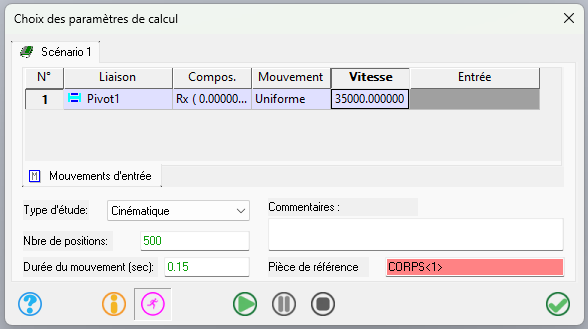 Choix des paramètres de calcul
Scénario 1
N° Liaison Compos. Mouvement Vitesse Entrée
1 Pivot1 Rx ( 0.00000... Uniforme 35000.000000
M Mouvements d'entrée
Type d'étude: Cinématique Commentaires :
Nbre de positions: 500
Durée du mouvement (sec): 0.15 Pièce de référence CORPS<1>